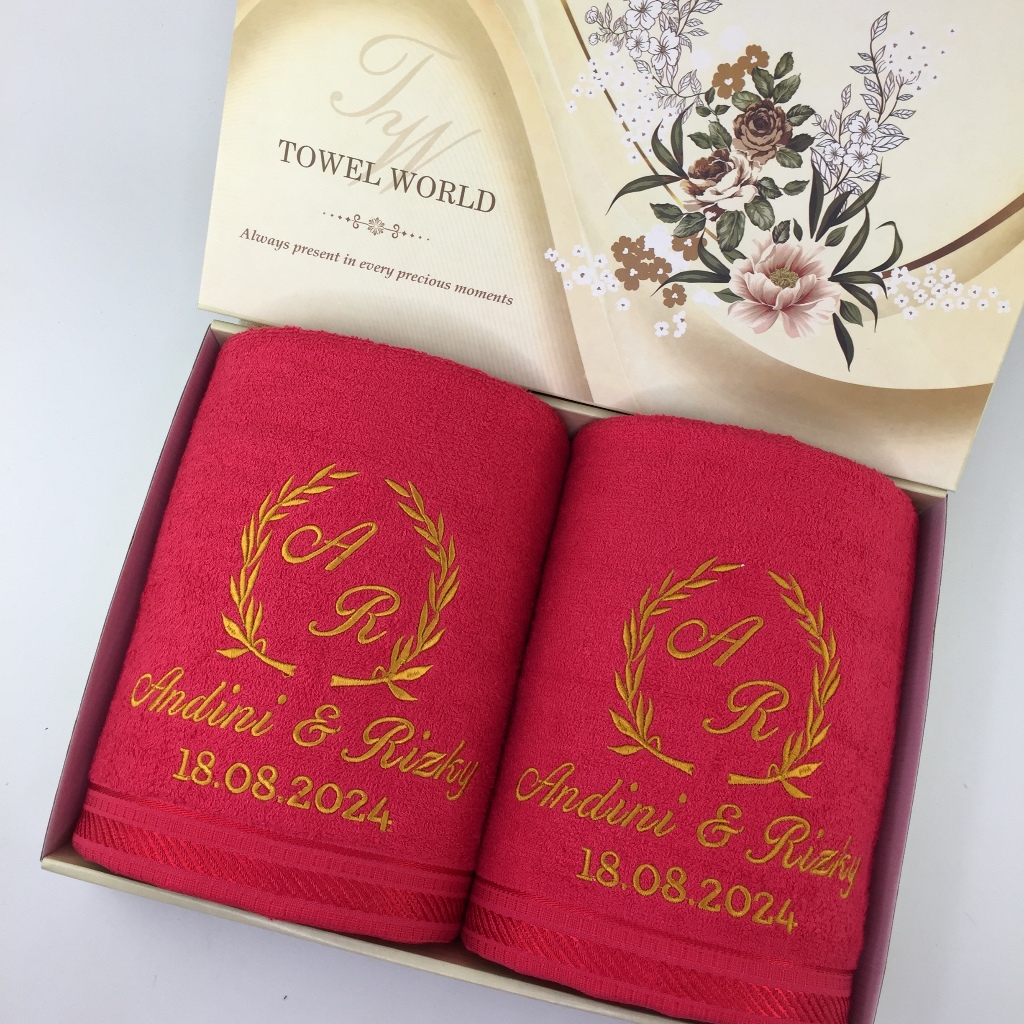 TW
TOWEL WORLD
Always present in every precious moments
A
R
Andini & Rizky
18.08.2024
A
R
Andini & Rizky
18.08.2024